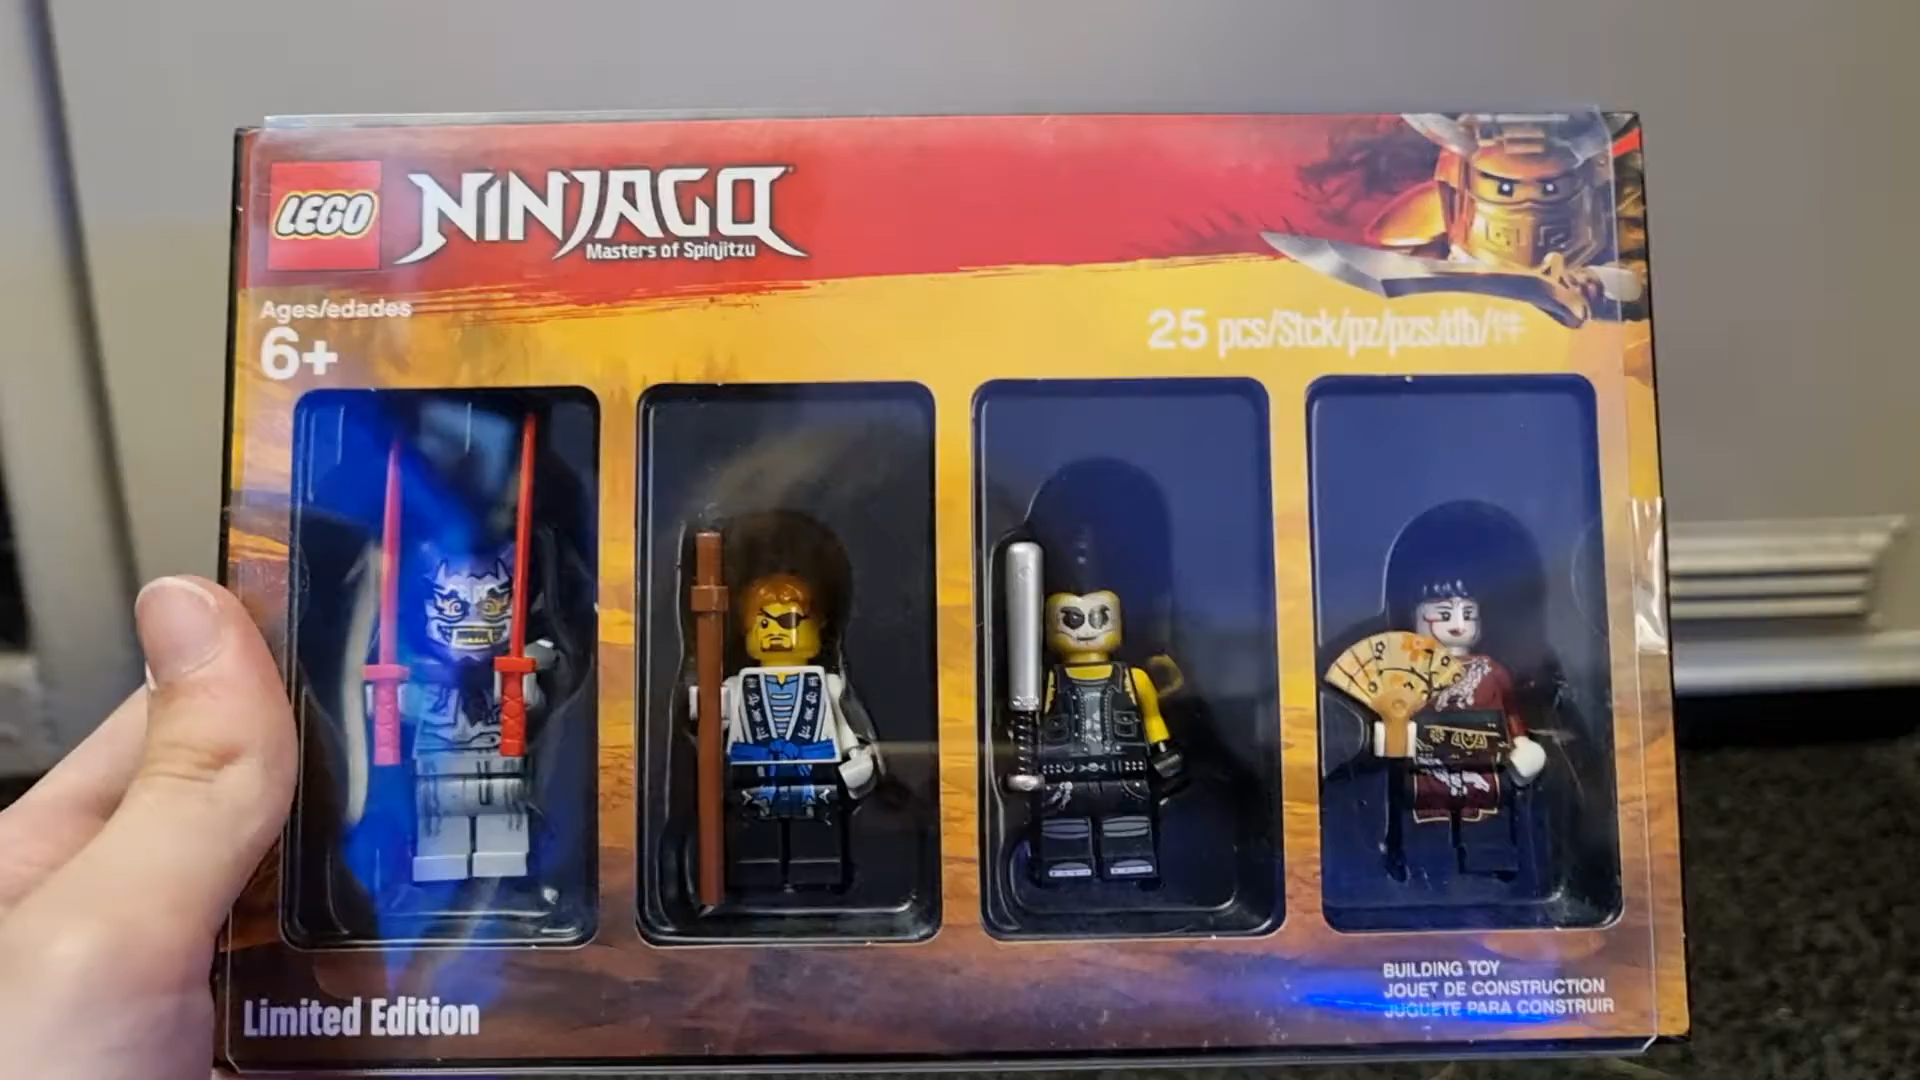 LEGO
NINJAGO
Masters of Spinjitzu
Ages/edades
6+
25 pcs/Stck/pz/pzs/db/
Limited Edition
BUILDING TOY
JOUET DE CONSTRUCTION
JUGUETE PARA CONSTRUIR